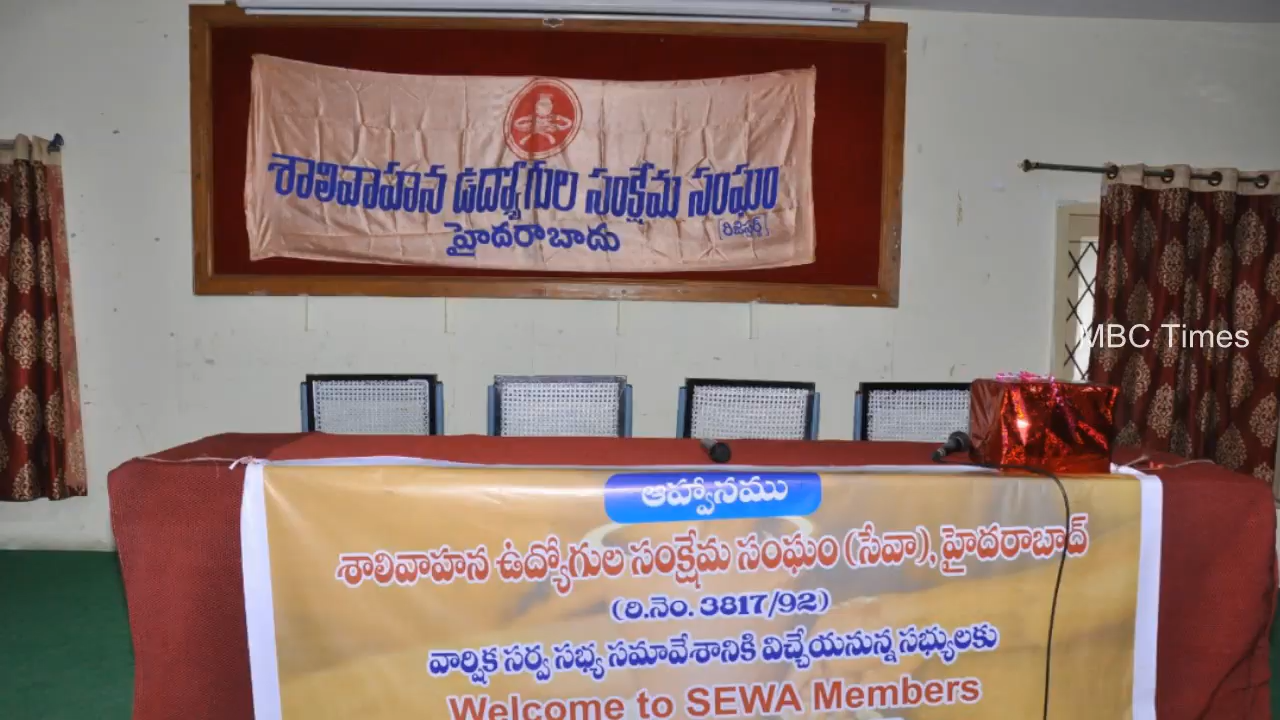 శాలివాహన ఉద్యోగుల సంక్షేమ సంఘం
[రిజిస్టర్డ్]
హైదరాబాదు
MBC Times
ఆహ్వానము
శాలివాహన ఉద్యోగుల సంక్షేమ సంఘం (సేవా), హైదరాబాద్
(రి.నెం. 3817/92)
వార్షిక సర్వ సభ్య సమావేశానికి విచ్చేయనున్న సభ్యులకు
Welcome to SEWA Members